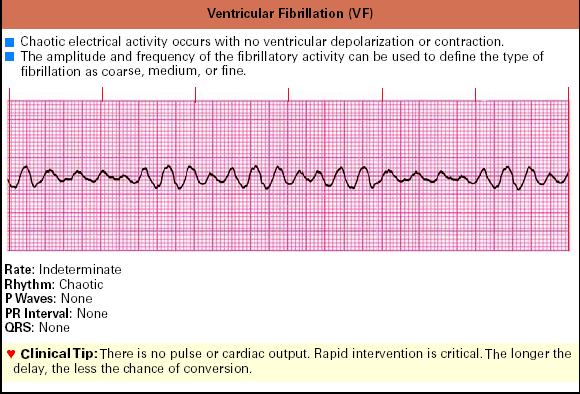 Ventricular Fibrillation (VF)
Chaotic electrical activity occurs with no ventricular depolarization or contraction.
The amplitude and frequency of the fibrillatory activity can be used to define the type of
fibrillation as coarse, medium, or fine.
Rate: Indeterminate
Rhythm: Chaotic
P Waves: None
PR Interval: None
QRS: None
♥ Clinical Tip: There is no pulse or cardiac output. Rapid intervention is critical. The longer the
delay, the less the chance of conversion.